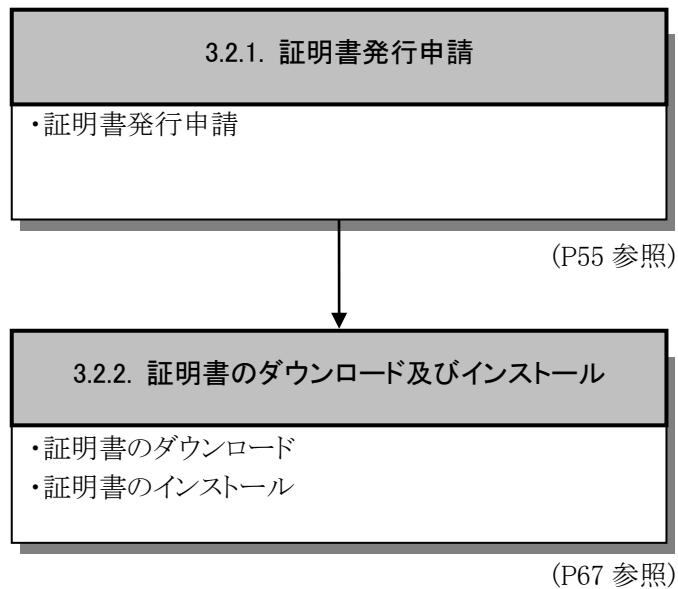 3.2.1. 証明書発行申請
・証明書発行申請
(P55 参照)
3.2.2. 証明書のダウンロード及びインストール
・証明書のダウンロード
・証明書のインストール
(P67 参照)